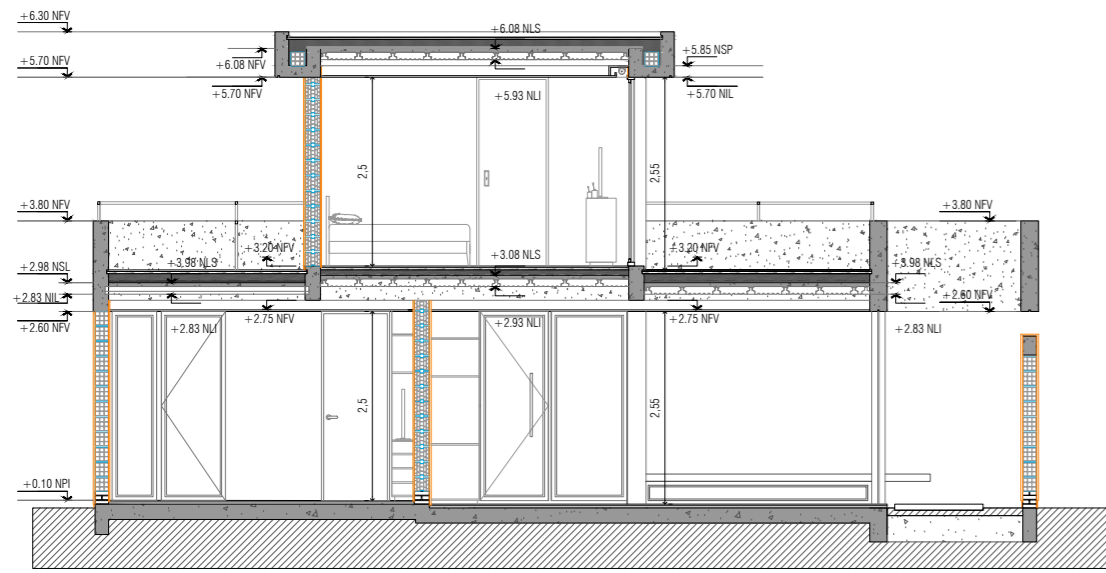 +6.30 NFV
+6.08 NLS
+5.85 NSP
+5.70 NFV
+6.08 NFV
+5.70 NFV
+5.93 NLI
+5.70 NIL
2,5
2,55
+3.80 NFV
+3.80 NFV
+3.20 NFV
+3.08 NLS
+3.20 NFV
+2.98 NSL
+3.98 NLS
+3.98 NLS
+2.83 NIL
+2.60 NFV
+2.60 NFV
+2.75 NFV
+2.75 NFV
+2.83 NLI
+2.93 NLI
+2.83 NLI
2,5
2,55
+0.10 NPI